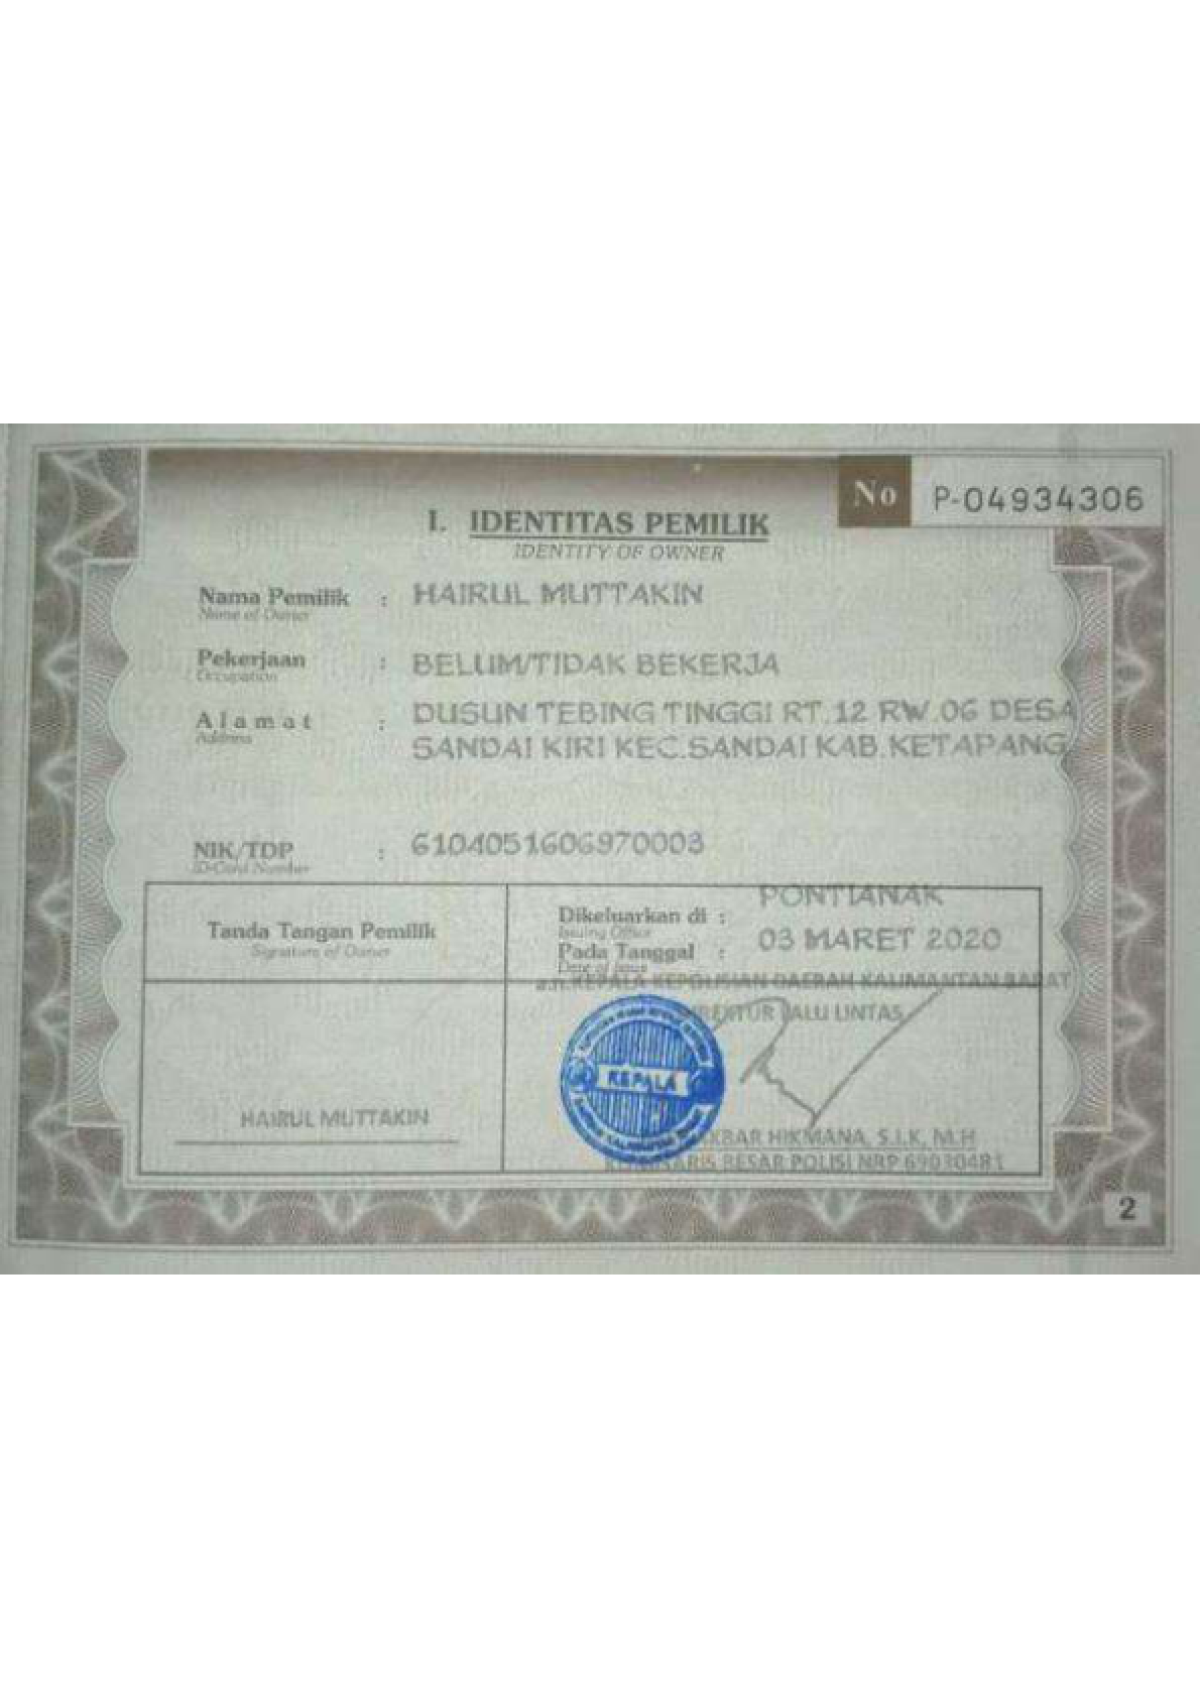 No P-04934306
I. IDENTITAS PEMILIK
IDENTITY OF OWNER
Nama Pemilik : HAIRUL MUTTAKIN
Name of Owner
Pekerjaan : BELUM/TIDAK BEKERJA
Occupation
Alamat : DUSUN TEBING TINGGI RT.12 RW.06 DESA
Address
SANDAI KIRI KEC.SANDAI KAB.KETAPANG
NIK/TDP : 6104051606970003
ID-Card Number
Tanda Tangan Pemilik
Signature of Owner
Dikeluarkan di : PONTIANAK
Issuing Office
Pada Tanggal : 03 MARET 2020
Date of Issue
a.n.KEPALA KEPOLISIAN DAERAH KALIMANTAN BARAT
DIREKTUR LALU LINTAS
KEPALA
HAIRUL MUTTAKIN
AKBAR HIKMANA, S.I.K, M.H
BESAR POLISI NRP 69030481
2